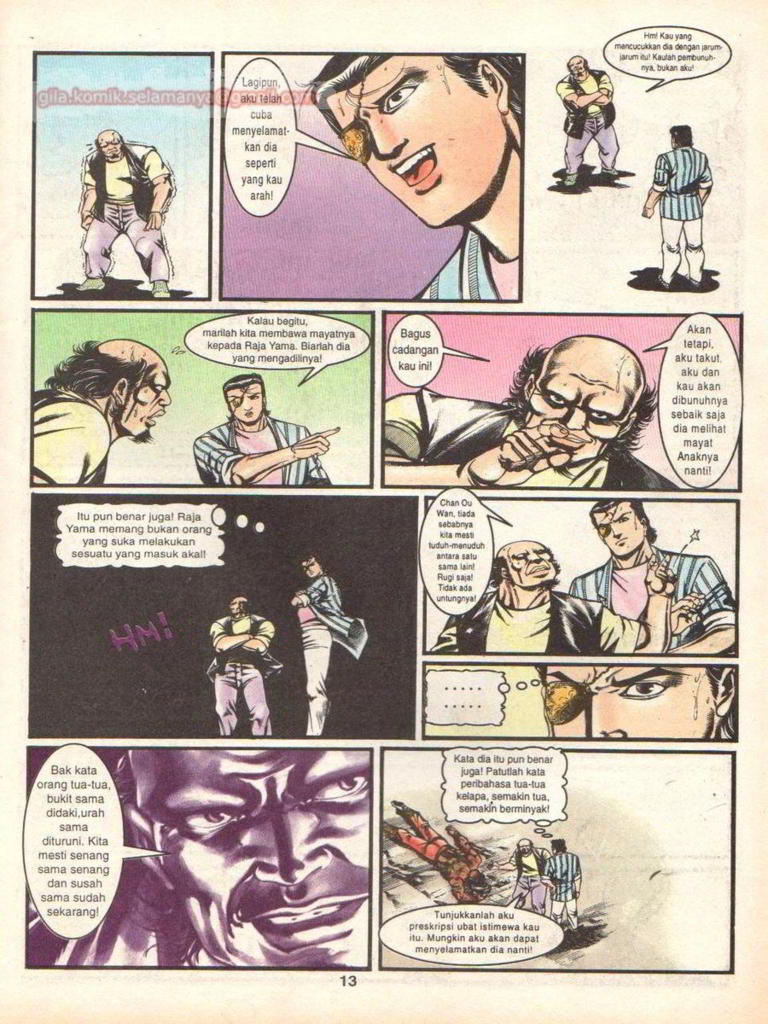 gila.komik.selamanya@gmail.com
Lagipun,
aku telah
cuba
menyelamat-
kan dia
seperti
yang kau
arah!
Hm! Kau yang
mencucukkan dia dengan jarum-
jarum itu! Kaulah pembunuh-
nya, bukan aku!
Kalau begitu,
marilah kita membawa mayatnya
kepada Raja Yama. Biarlah dia
yang mengadilinya!
Bagus
cadangan
kau ini!
Akan
tetapi,
aku takut
aku dan
kau akan
dibunuhnya
sebaik saja
dia melihat
mayat
Anaknya
nanti!
Itu pun benar juga! Raja
Yama memang bukan orang
yang suka melakukan
sesuatu yang masuk akal!
HM!
Chan Ou
Wan, tiada
sebabnya
kita mesti
tuduh-menuduh
antara satu
sama lain!
Rugi saja!
Tidak ada
untungnya!
. . . . . .
. . . . . .
Bak kata
orang tua-tua,
bukit sama
didaki,urah
sama
dituruni. Kita
mesti senang
sama senang
dan susah
sama sudah
sekarang!
Kata dia itu pun benar
juga! Patutlah kata
peribahasa tua-tua
kelapa, semakin tua,
semakin berminyak!
Tunjukkanlah aku
preskripsi ubat istimewa kau
itu. Mungkin aku akan dapat
menyelamatkan dia nanti!
13